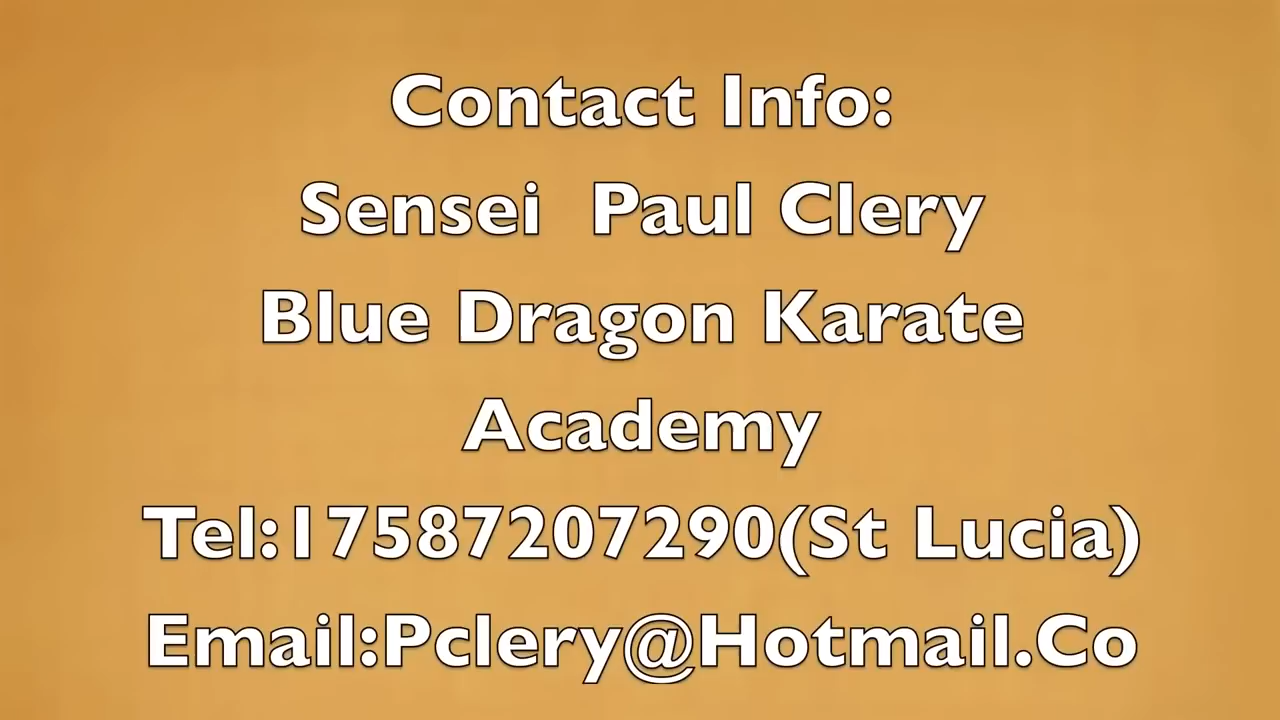 Contact Info:
Sensei  Paul Clery
Blue Dragon Karate
Academy
Tel:17587207290(St Lucia)
Email:Pclery@Hotmail.Co